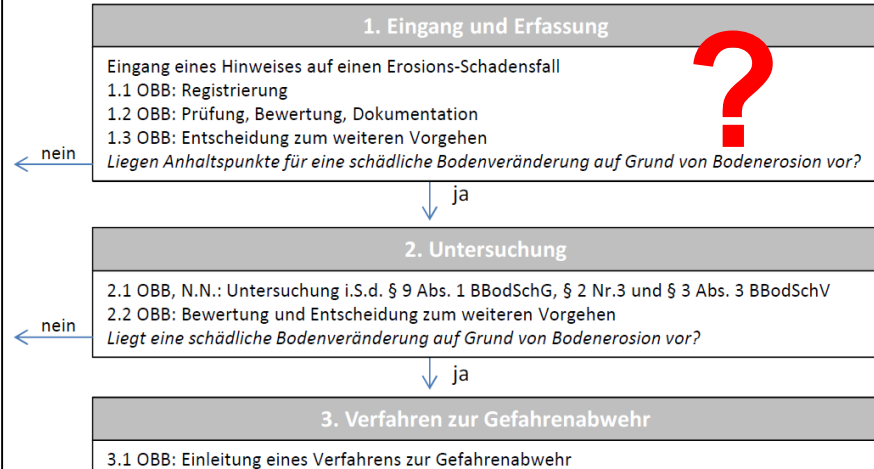 1. Eingang und Erfassung
?
Eingang eines Hinweises auf einen Erosions-Schadensfall
1.1 OBB: Registrierung
1.2 OBB: Prüfung, Bewertung, Dokumentation
1.3 OBB: Entscheidung zum weiteren Vorgehen
nein
Liegen Anhaltspunkte für eine schädliche Bodenveränderung auf Grund von Bodenerosion vor?
ja
2. Untersuchung
2.1 OBB, N.N.: Untersuchung i.S.d. § 9 Abs. 1 BBodSchG, § 2 Nr.3 und § 3 Abs. 3 BBodSchV
2.2 OBB: Bewertung und Entscheidung zum weiteren Vorgehen
nein
Liegt eine schädliche Bodenveränderung auf Grund von Bodenerosion vor?
ja
3. Verfahren zur Gefahrenabwehr
3.1 OBB: Einleitung eines Verfahrens zur Gefahrenabwehr